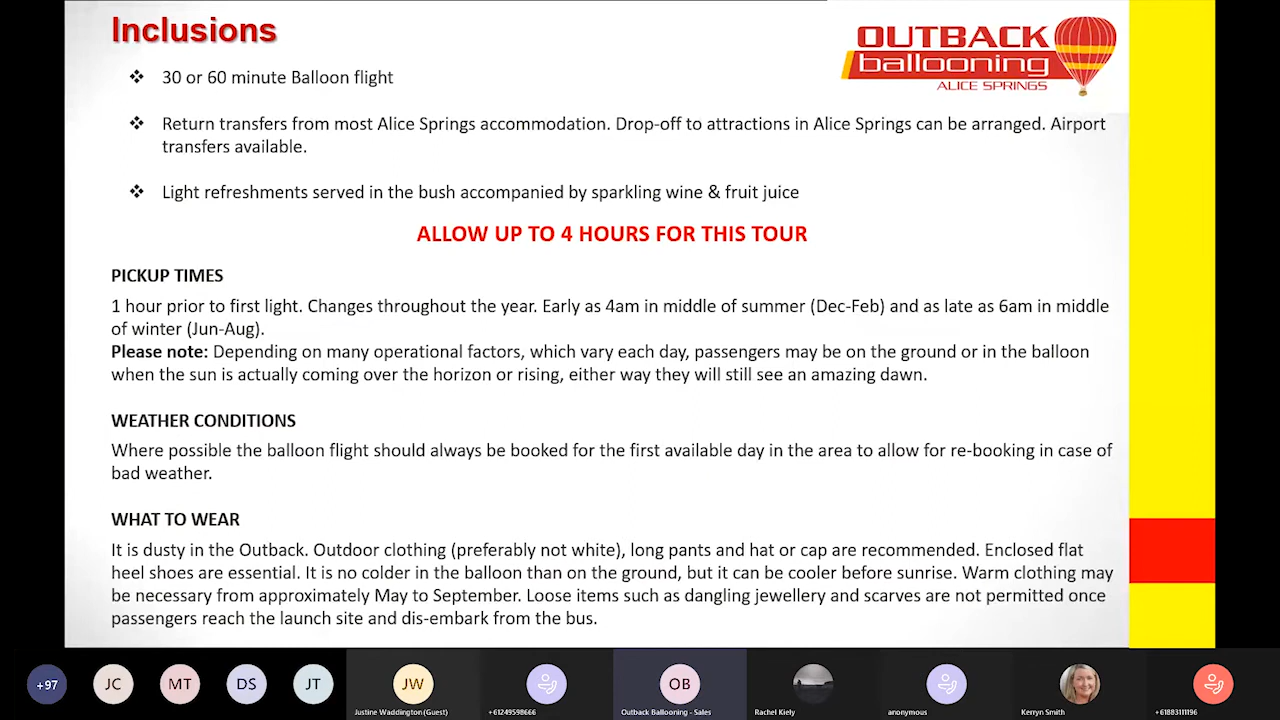 Inclusions
OUTBACK
ballooning
ALICE SPRINGS
❖ 30 or 60 minute Balloon flight
❖ Return transfers from most Alice Springs accommodation. Drop-off to attractions in Alice Springs can be arranged. Airport
transfers available.
❖ Light refreshments served in the bush accompanied by sparkling wine & fruit juice
ALLOW UP TO 4 HOURS FOR THIS TOUR
PICKUP TIMES
1 hour prior to first light. Changes throughout the year. Early as 4am in middle of summer (Dec-Feb) and as late as 6am in middle
of winter (Jun-Aug).
Please note: Depending on many operational factors, which vary each day, passengers may be on the ground or in the balloon
when the sun is actually coming over the horizon or rising, either way they will still see an amazing dawn.
WEATHER CONDITIONS
Where possible the balloon flight should always be booked for the first available day in the area to allow for re-booking in case of
bad weather.
WHAT TO WEAR
It is dusty in the Outback. Outdoor clothing (preferably not white), long pants and hat or cap are recommended. Enclosed flat
heel shoes are essential. It is no colder in the balloon than on the ground, but it can be cooler before sunrise. Warm clothing may
be necessary from approximately May to September. Loose items such as dangling jewellery and scarves are not permitted once
passengers reach the launch site and dis-embark from the bus.
+97 JC MT DS JT JW OB
Justine Waddington (Guest) +61249598666 Outback Ballooning - Sales Rachel Kiely anonymous Kerryn Smith +61883111196